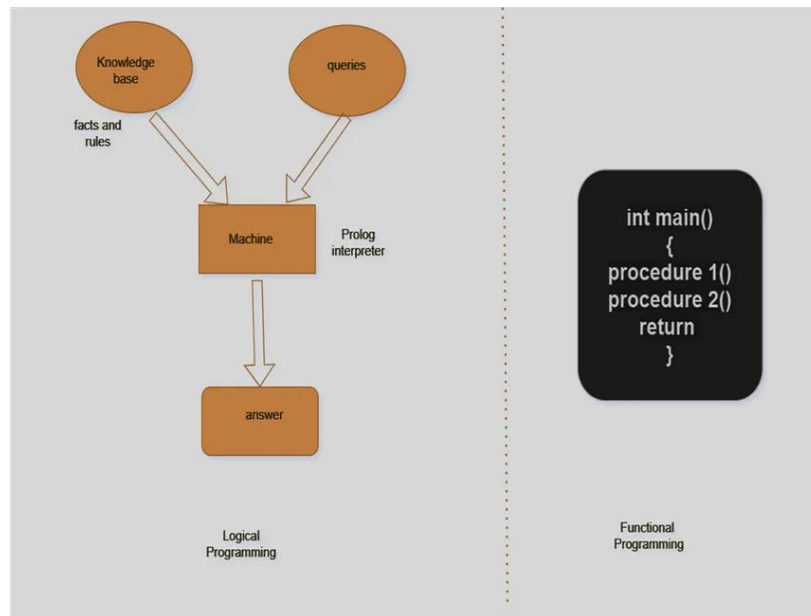 Knowledge
base
queries
facts and
rules
Machine
Prolog
interpreter
answer
Logical
Programming
int main()
{
procedure 1()
procedure 2()
return
}
Functional
Programming